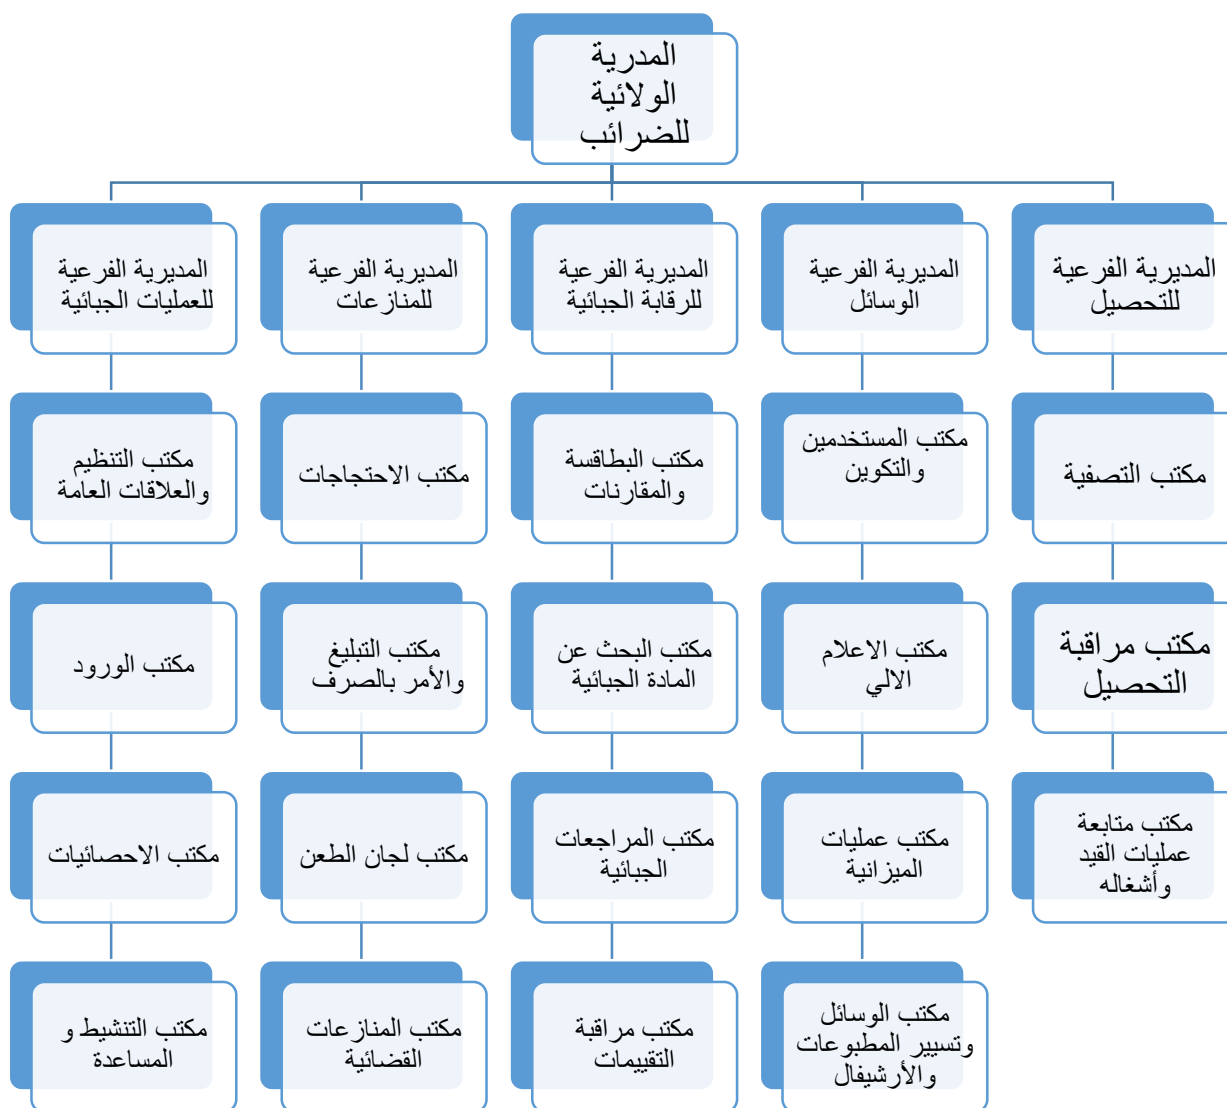 المدرية
الولائية
للضرائب
المديرية الفرعية
للتحصيل
المديرية الفرعية
الوسائل
المديرية الفرعية
للرقابة الجبائية
المديرية الفرعية
للمنازعات
المديرية الفرعية
للعمليات الجبائية
مكتب التصفية
مكتب المستخدمين
والتكوين
مكتب البطاقسة
والمقارنات
مكتب الاحتجاجات
مكتب التنظيم
والعلاقات العامة
مكتب مراقبة
التحصيل
مكتب الاعلام
الالي
مكتب البحث عن
المادة الجبائية
مكتب التبليغ
والأمر بالصرف
مكتب الورود
مكتب متابعة
عمليات القيد
وأشغاله
مكتب عمليات
الميزانية
مكتب المراجعات
الجبائية
مكتب لجان الطعن
مكتب الاحصائيات
مكتب الوسائل
وتسيير المطبوعات
والأرشيفال
مكتب مراقبة
التقييمات
مكتب المنازعات
القضائية
مكتب التنشيط و
المساعدة